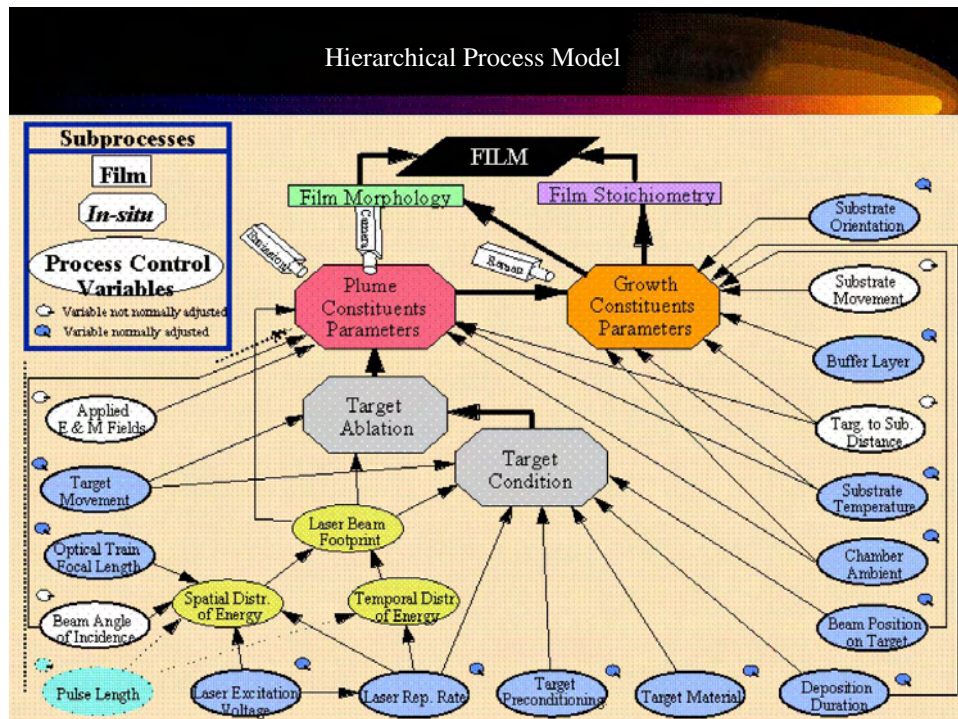 Hierarchical Process Model
Subprocesses
Film
In-situ
Process Control
Variables
Variable not normally adjusted
Variable normally adjusted
FILM
Film Morphology
Film Stoichiometry
Emission
Camera
Raman
Plume
Constituents
Parameters
Growth
Constituents
Parameters
Substrate
Orientation
Substrate
Movement
Buffer Layer
Targ. to Sub.
Distance
Substrate
Temperature
Chamber
Ambient
Beam Position
on Target
Deposition
Duration
Applied
E & M Fields
Target
Movement
Optical Train
Focal Length
Beam Angle
of Incidence
Pulse Length
Target
Ablation
Target
Condition
Laser Beam
Footprint
Spatial Distr.
of Energy
Temporal Distr
of Energy
Laser Excitation
Voltage
Laser Rep. Rate
Target
Preconditioning
Target Material